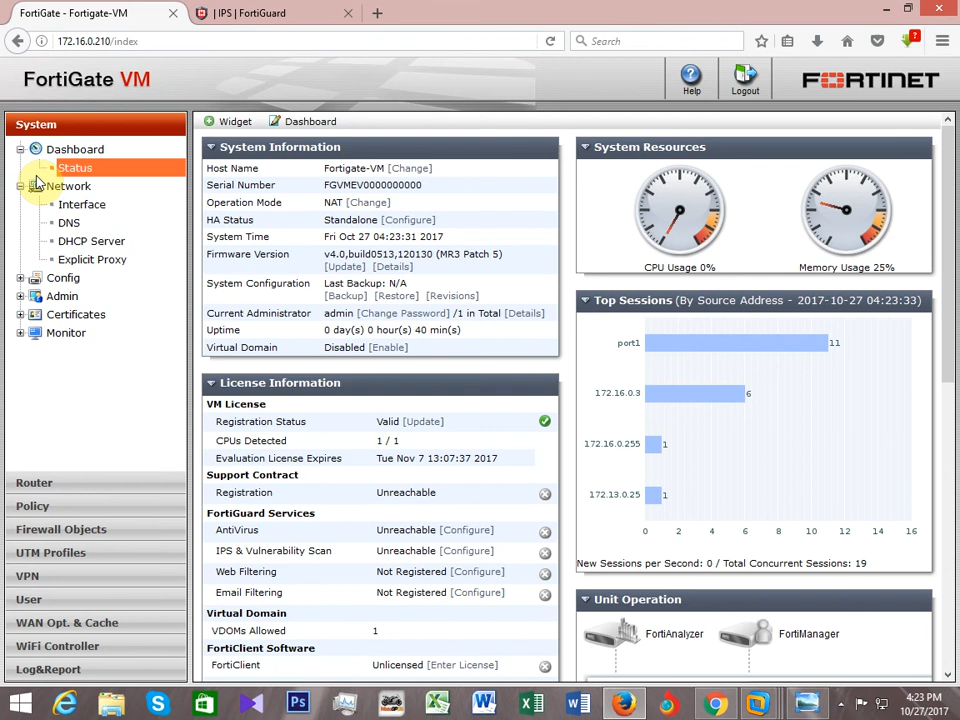 FortiGate - Fortigate-VM
| IPS | FortiGuard
172.16.0.210/index
Search
?
FortiGate VM
Help
Logout
FORTINET
System
Dashboard
Status
Network
Interface
DNS
DHCP Server
Explicit Proxy
Config
Admin
Certificates
Monitor
Router
Policy
Firewall Objects
UTM Profiles
VPN
User
WAN Opt. & Cache
WiFi Controller
Log&Report
Widget Dashboard
System Information
Host Name Fortigate-VM [Change]
Serial Number FGVMEV0000000000
Operation Mode NAT [Change]
HA Status Standalone [Configure]
System Time Fri Oct 27 04:23:31 2017
Firmware Version v4.0,build0513,120130 (MR3 Patch 5)
[Update] [Details]
System Configuration Last Backup: N/A
[Backup] [Restore] [Revisions]
Current Administrator admin [Change Password] /1 in Total [Details]
Uptime 0 day(s) 0 hour(s) 40 min(s)
Virtual Domain Disabled [Enable]
License Information
VM License
Registration Status Valid [Update]
CPUs Detected 1 / 1
Evaluation License Expires Tue Nov 7 13:07:37 2017
Support Contract
Registration Unreachable
FortiGuard Services
AntiVirus Unreachable [Configure]
IPS & Vulnerability Scan Unreachable [Configure]
Web Filtering Not Registered [Configure]
Email Filtering Not Registered [Configure]
Virtual Domain
VDOMs Allowed 1
FortiClient Software
FortiClient Unlicensed [Enter License]
System Resources
CPU Usage 0% Memory Usage 25%
Top Sessions (By Source Address - 2017-10-27 04:23:33)
port1 11
172.16.0.3 6
172.16.0.255 1
172.13.0.25 1
0 2 4 6 8 10 12 14 16
New Sessions per Second: 0 / Total Concurrent Sessions: 19
Unit Operation
FortiAnalyzer FortiManager
4:23 PM
10/27/2017